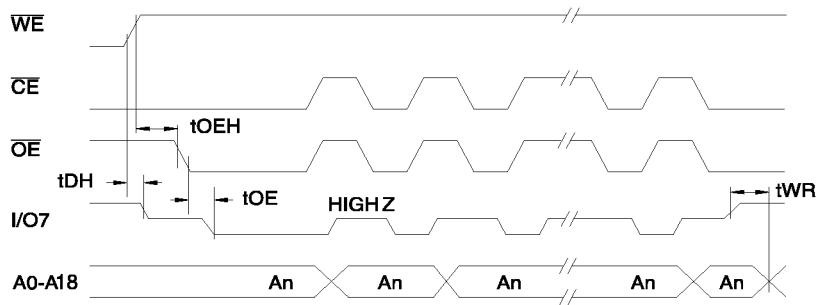 WE
CE
tOEH
OE
tDH
tOE
tWR
I/O7
HIGH Z
A0-A18 An An An An An